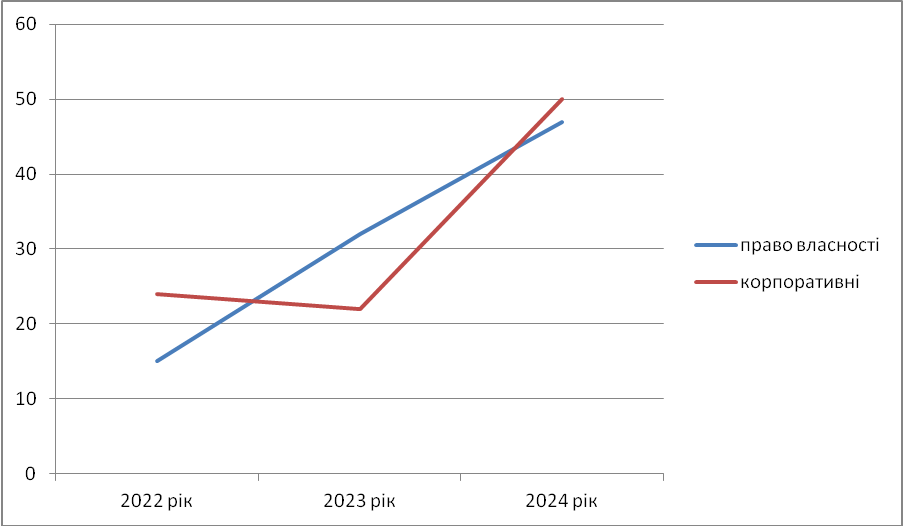 60
50
40
30
20
10
0
2022 рік
2023 рік
2024 рік
право власності
корпоративні